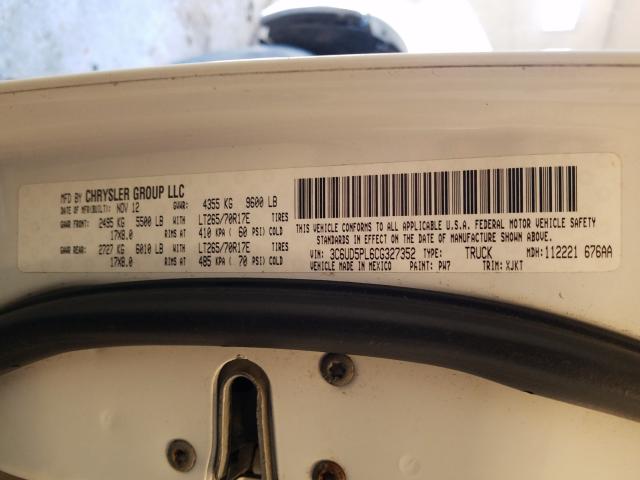 MFD BY CHRYSLER GROUP LLC
DATE OF MFR(BUILT): NOV 12 GVWR: 4355 KG 9600 LB
GAWR FRONT: 2495 KG 5500 LB WITH LT265/70R17E TIRES
17X8.0 RIMS AT 410 KPA ( 60 PSI) COLD
GAWR REAR: 2727 KG 6010 LB WITH LT265/70R17E TIRES
17X8.0 RIMS AT 485 KPA ( 70 PSI) COLD
THIS VEHICLE CONFORMS TO ALL APPLICABLE U.S.A. FEDERAL MOTOR VEHICLE SAFETY
STANDARDS IN EFFECT ON THE DATE OF MANUFACTURE SHOWN ABOVE.
VIN: 3C6UD5PL6CG327352 TYPE: TRUCK MDH: 112221 676AA
VEHICLE MADE IN MEXICO PAINT: PW7 TRIM: XJKT